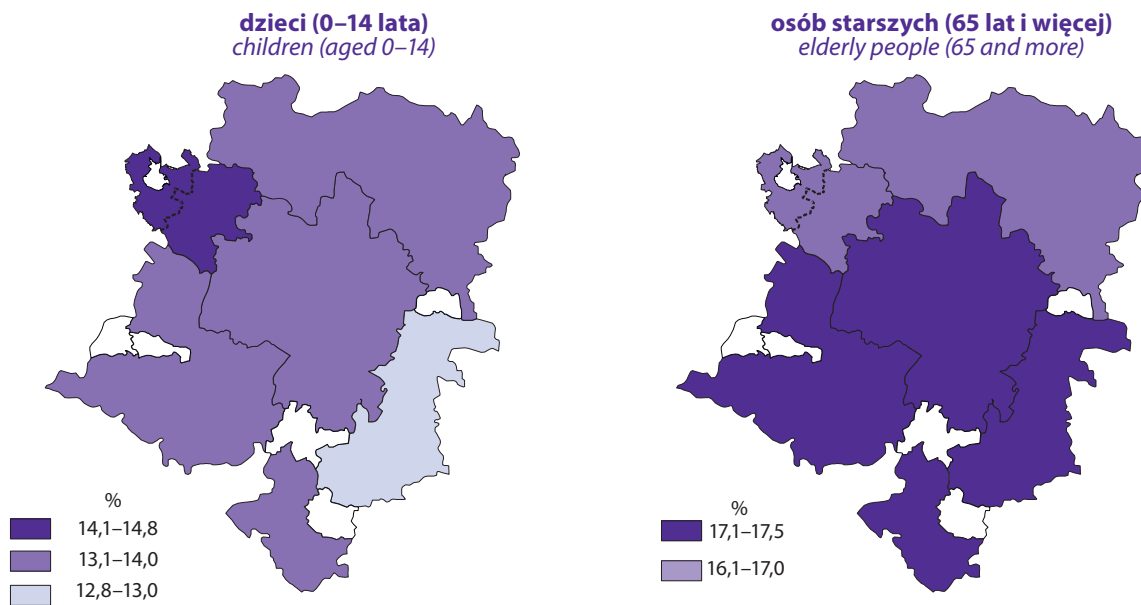 dzieci (0–14 lata)
children (aged 0–14)
%
14,1–14,8
13,1–14,0
12,8–13,0
osób starszych (65 lat i więcej)
elderly people (65 and more)
%
17,1–17,5
16,1–17,0